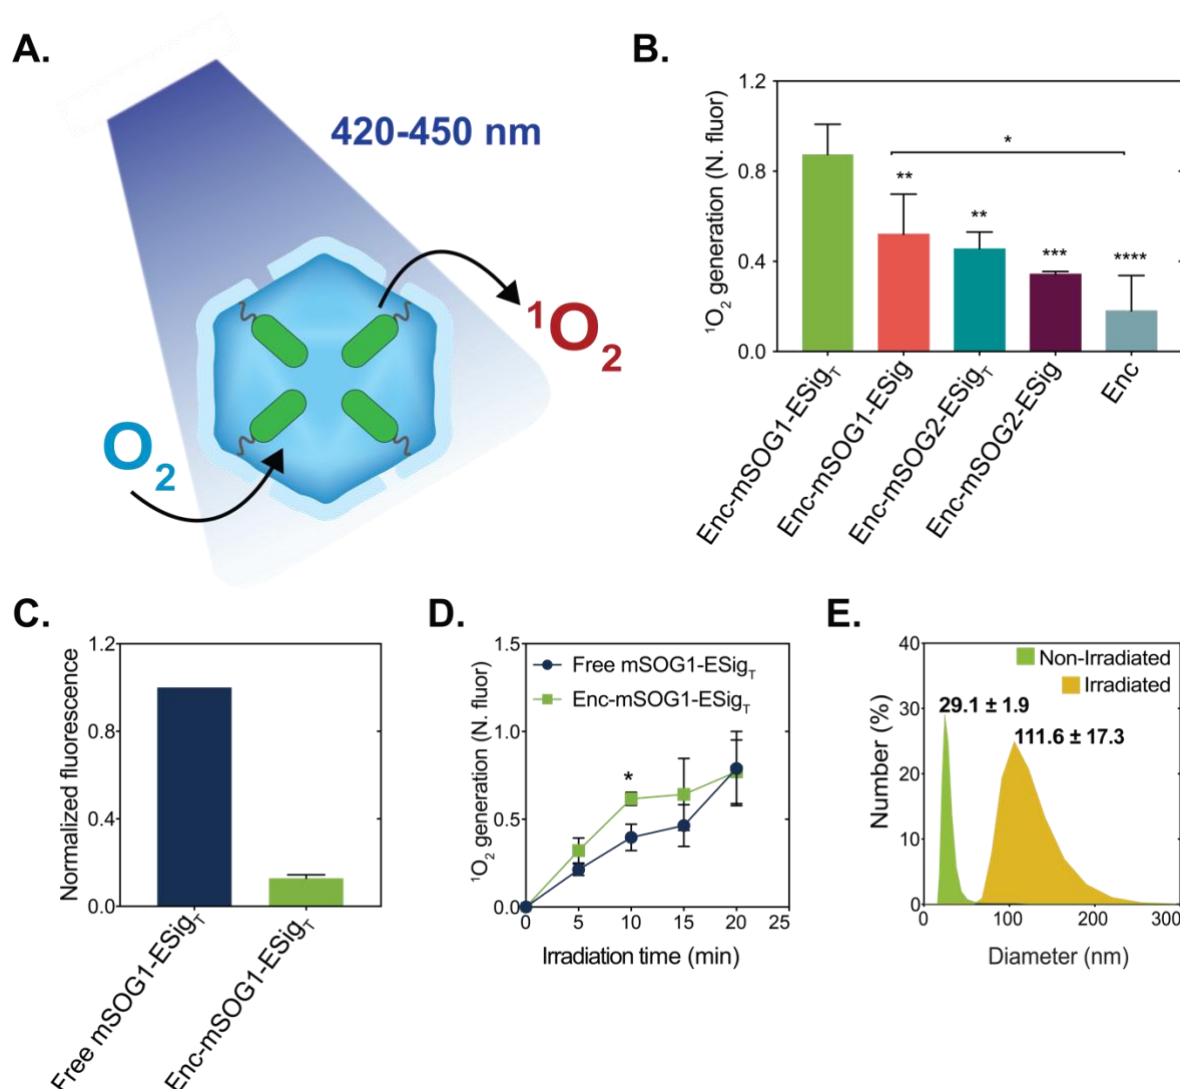 A.
420-450 nm
O₂
¹O₂
B.
¹O₂ generation (N. fluor)
1.2
0.8
0.4
0.0
*
**
**
***
****
Enc-mSOG1-ESigT
Enc-mSOG1-ESig
Enc-mSOG2-ESigT
Enc-mSOG2-ESig
Enc
C.
Normalized fluorescence
1.2
0.8
0.4
0.0
Free mSOG1-ESigT
Enc-mSOG1-ESigT
D.
¹O₂ generation (N. fluor)
1.5
1.0
0.5
0.0
Free mSOG1-ESigT
Enc-mSOG1-ESigT
*
0 5 10 15 20 25
Irradiation time (min)
E.
Number (%)
40
30
20
10
0
Non-Irradiated
Irradiated
29.1 ± 1.9
111.6 ± 17.3
0 100 200 300
Diameter (nm)